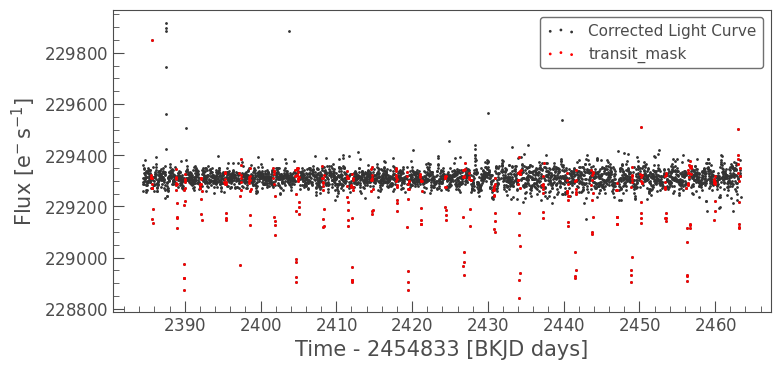 Corrected Light Curve
transit_mask
229800
229600
229400
229200
229000
228800
Flux [e⁻ s⁻¹]
2390 2400 2410 2420 2430 2440 2450 2460
Time - 2454833 [BKJD days]